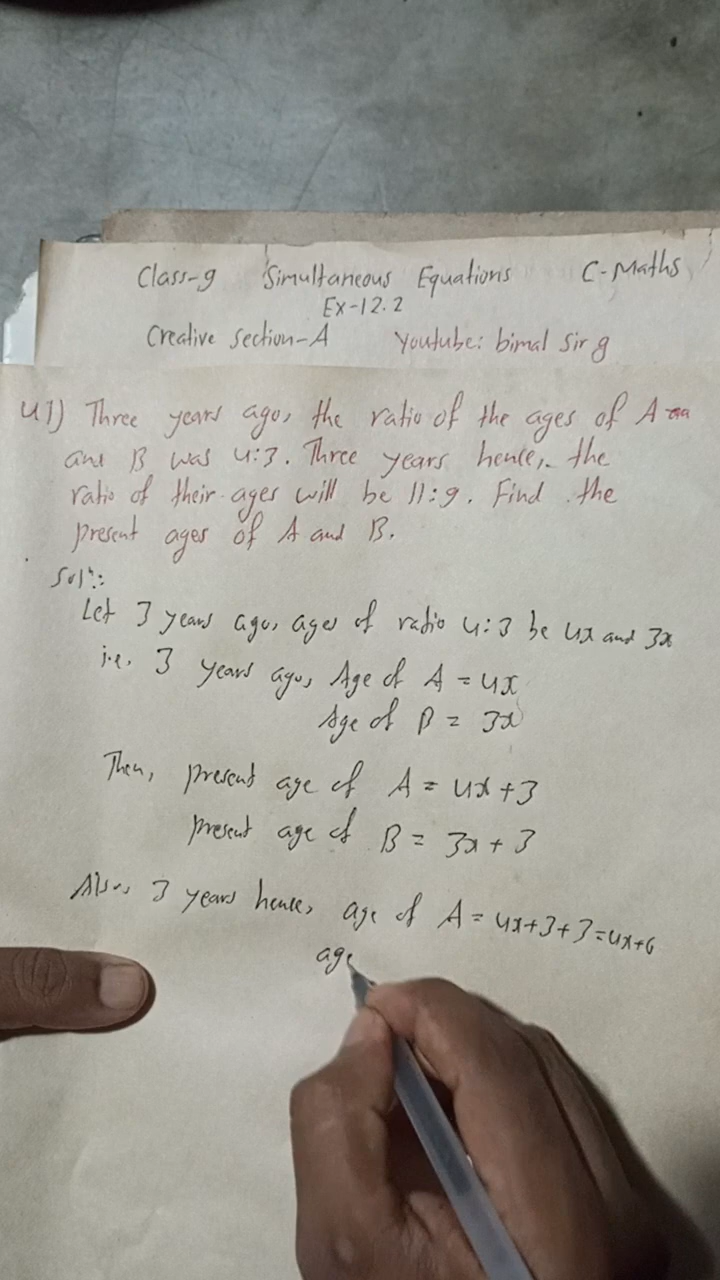 Class-9 Simultaneous Equations C-Maths
Ex-12.2
Creative section-A Youtube: bimal sir g
41) Three years ago, the ratio of the ages of A
and B was 4:3. Three years hence, the
ratio of their ages will be 11:9. Find the
present ages of A and B.
Solⁿ:
Let 3 years ago, ages of ratio 4:3 be 4x and 3x
i.e. 3 years ago, Age of A = 4x
Age of B = 3x
Then, present age of A = 4x+3
present age of B = 3x+3
Also, 3 years hence, age of A = 4x+3+3=4x+6
age